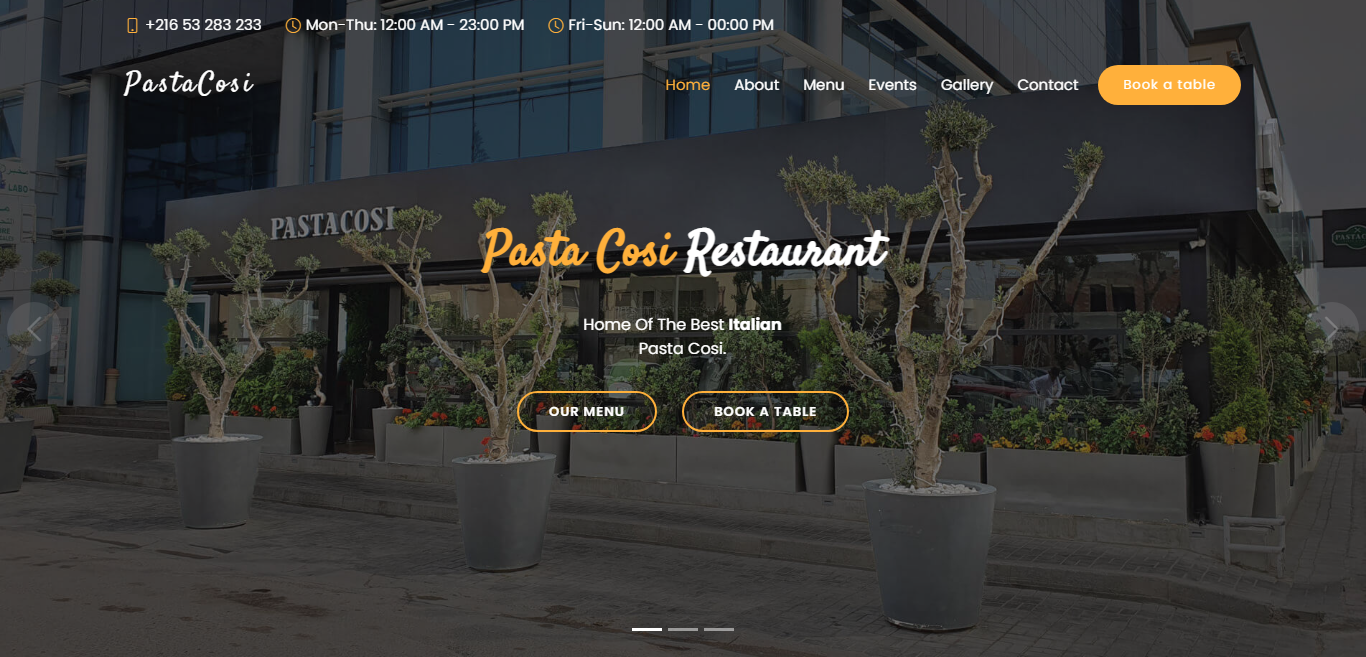 +216 53 283 233 Mon-Thu: 12:00 AM - 23:00 PM Fri-Sun: 12:00 AM - 00:00 PM
PastaCosi Home About Menu Events Gallery Contact Book a table
LABO
PASTACOSI
Pasta Cosi Restaurant
Home Of The Best Italian
Pasta Cosi.
OUR MENU BOOK A TABLE